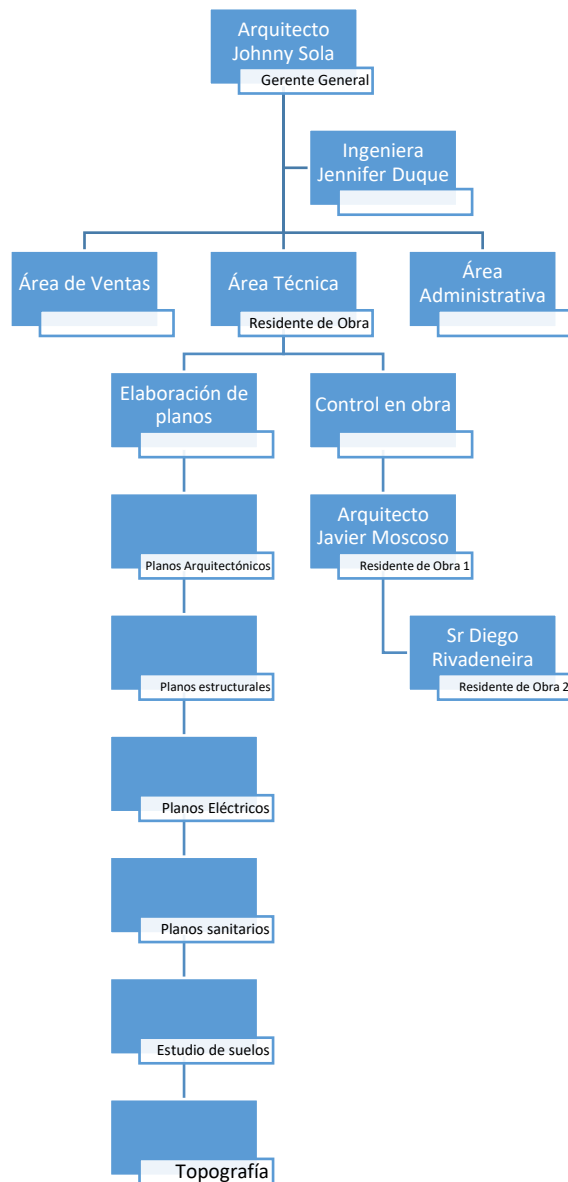 Arquitecto
Johnny Sola
Gerente General
Ingeniera
Jennifer Duque
Área de Ventas
Área Técnica
Residente de Obra
Área
Administrativa
Elaboración de
planos
Control en obra
Planos Arquitectónicos
Arquitecto
Javier Moscoso
Residente de Obra 1
Planos estructurales
Sr Diego
Rivadeneira
Residente de Obra 2
Planos Eléctricos
Planos sanitarios
Estudio de suelos
Topografía